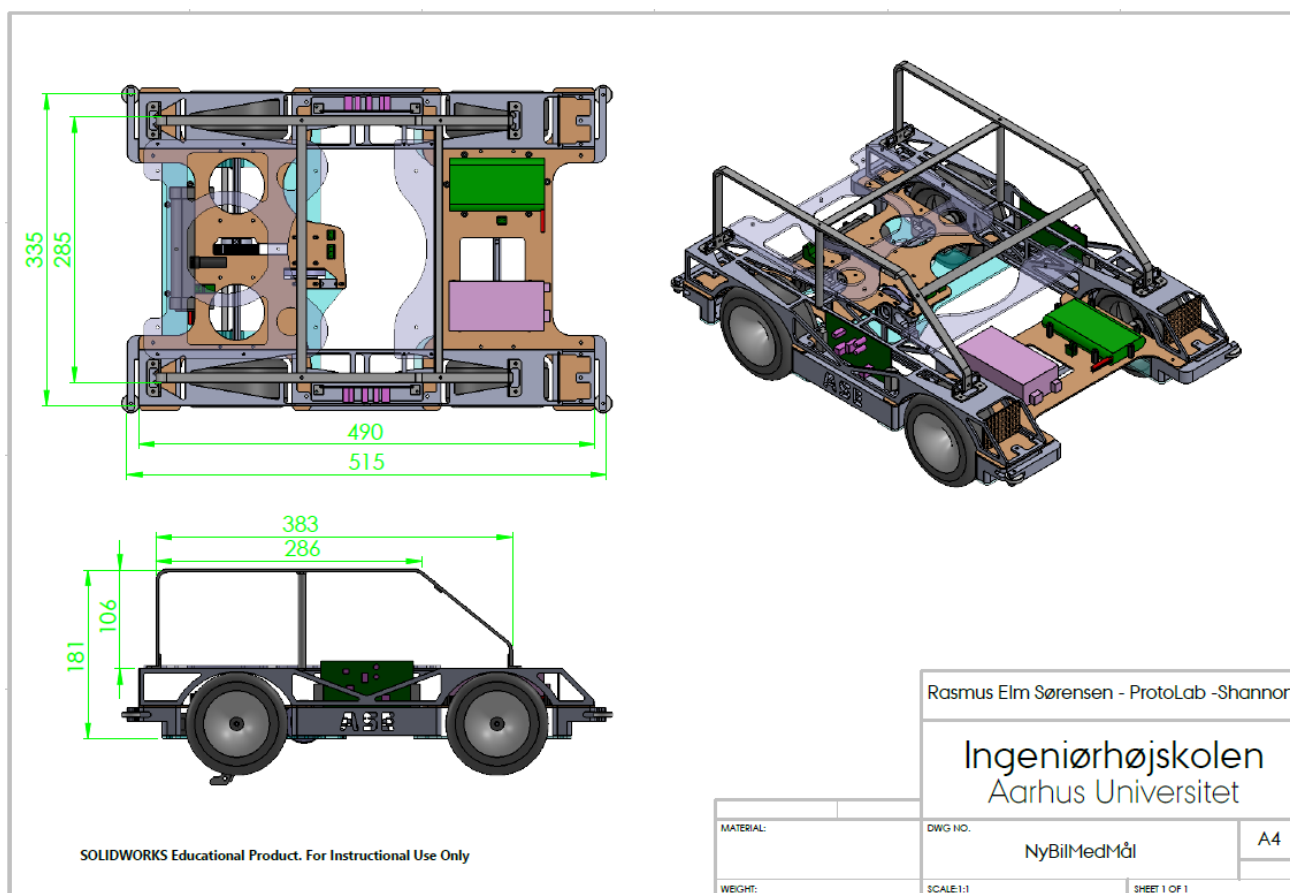 335
285
490
515
383
286
106
181
ASE
ASE
SOLIDWORKS Educational Product. For Instructional Use Only
Rasmus Elm Sørensen - ProtoLab -Shannon
Ingeniørhøjskolen
Aarhus Universitet
MATERIAL:
DWG NO.
NyBilMedMål
A4
WEIGHT:
SCALE:1:1
SHEET 1 OF 1